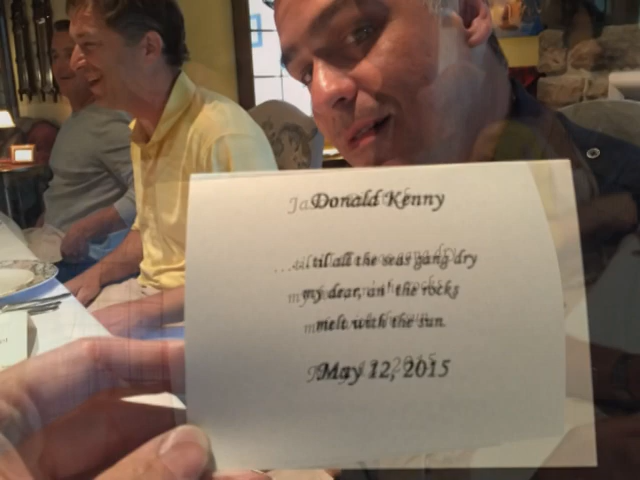 Donald Kenny
...til all the seas gang dry
my dear, an' the rocks
melt with the sun.
May 12, 2015